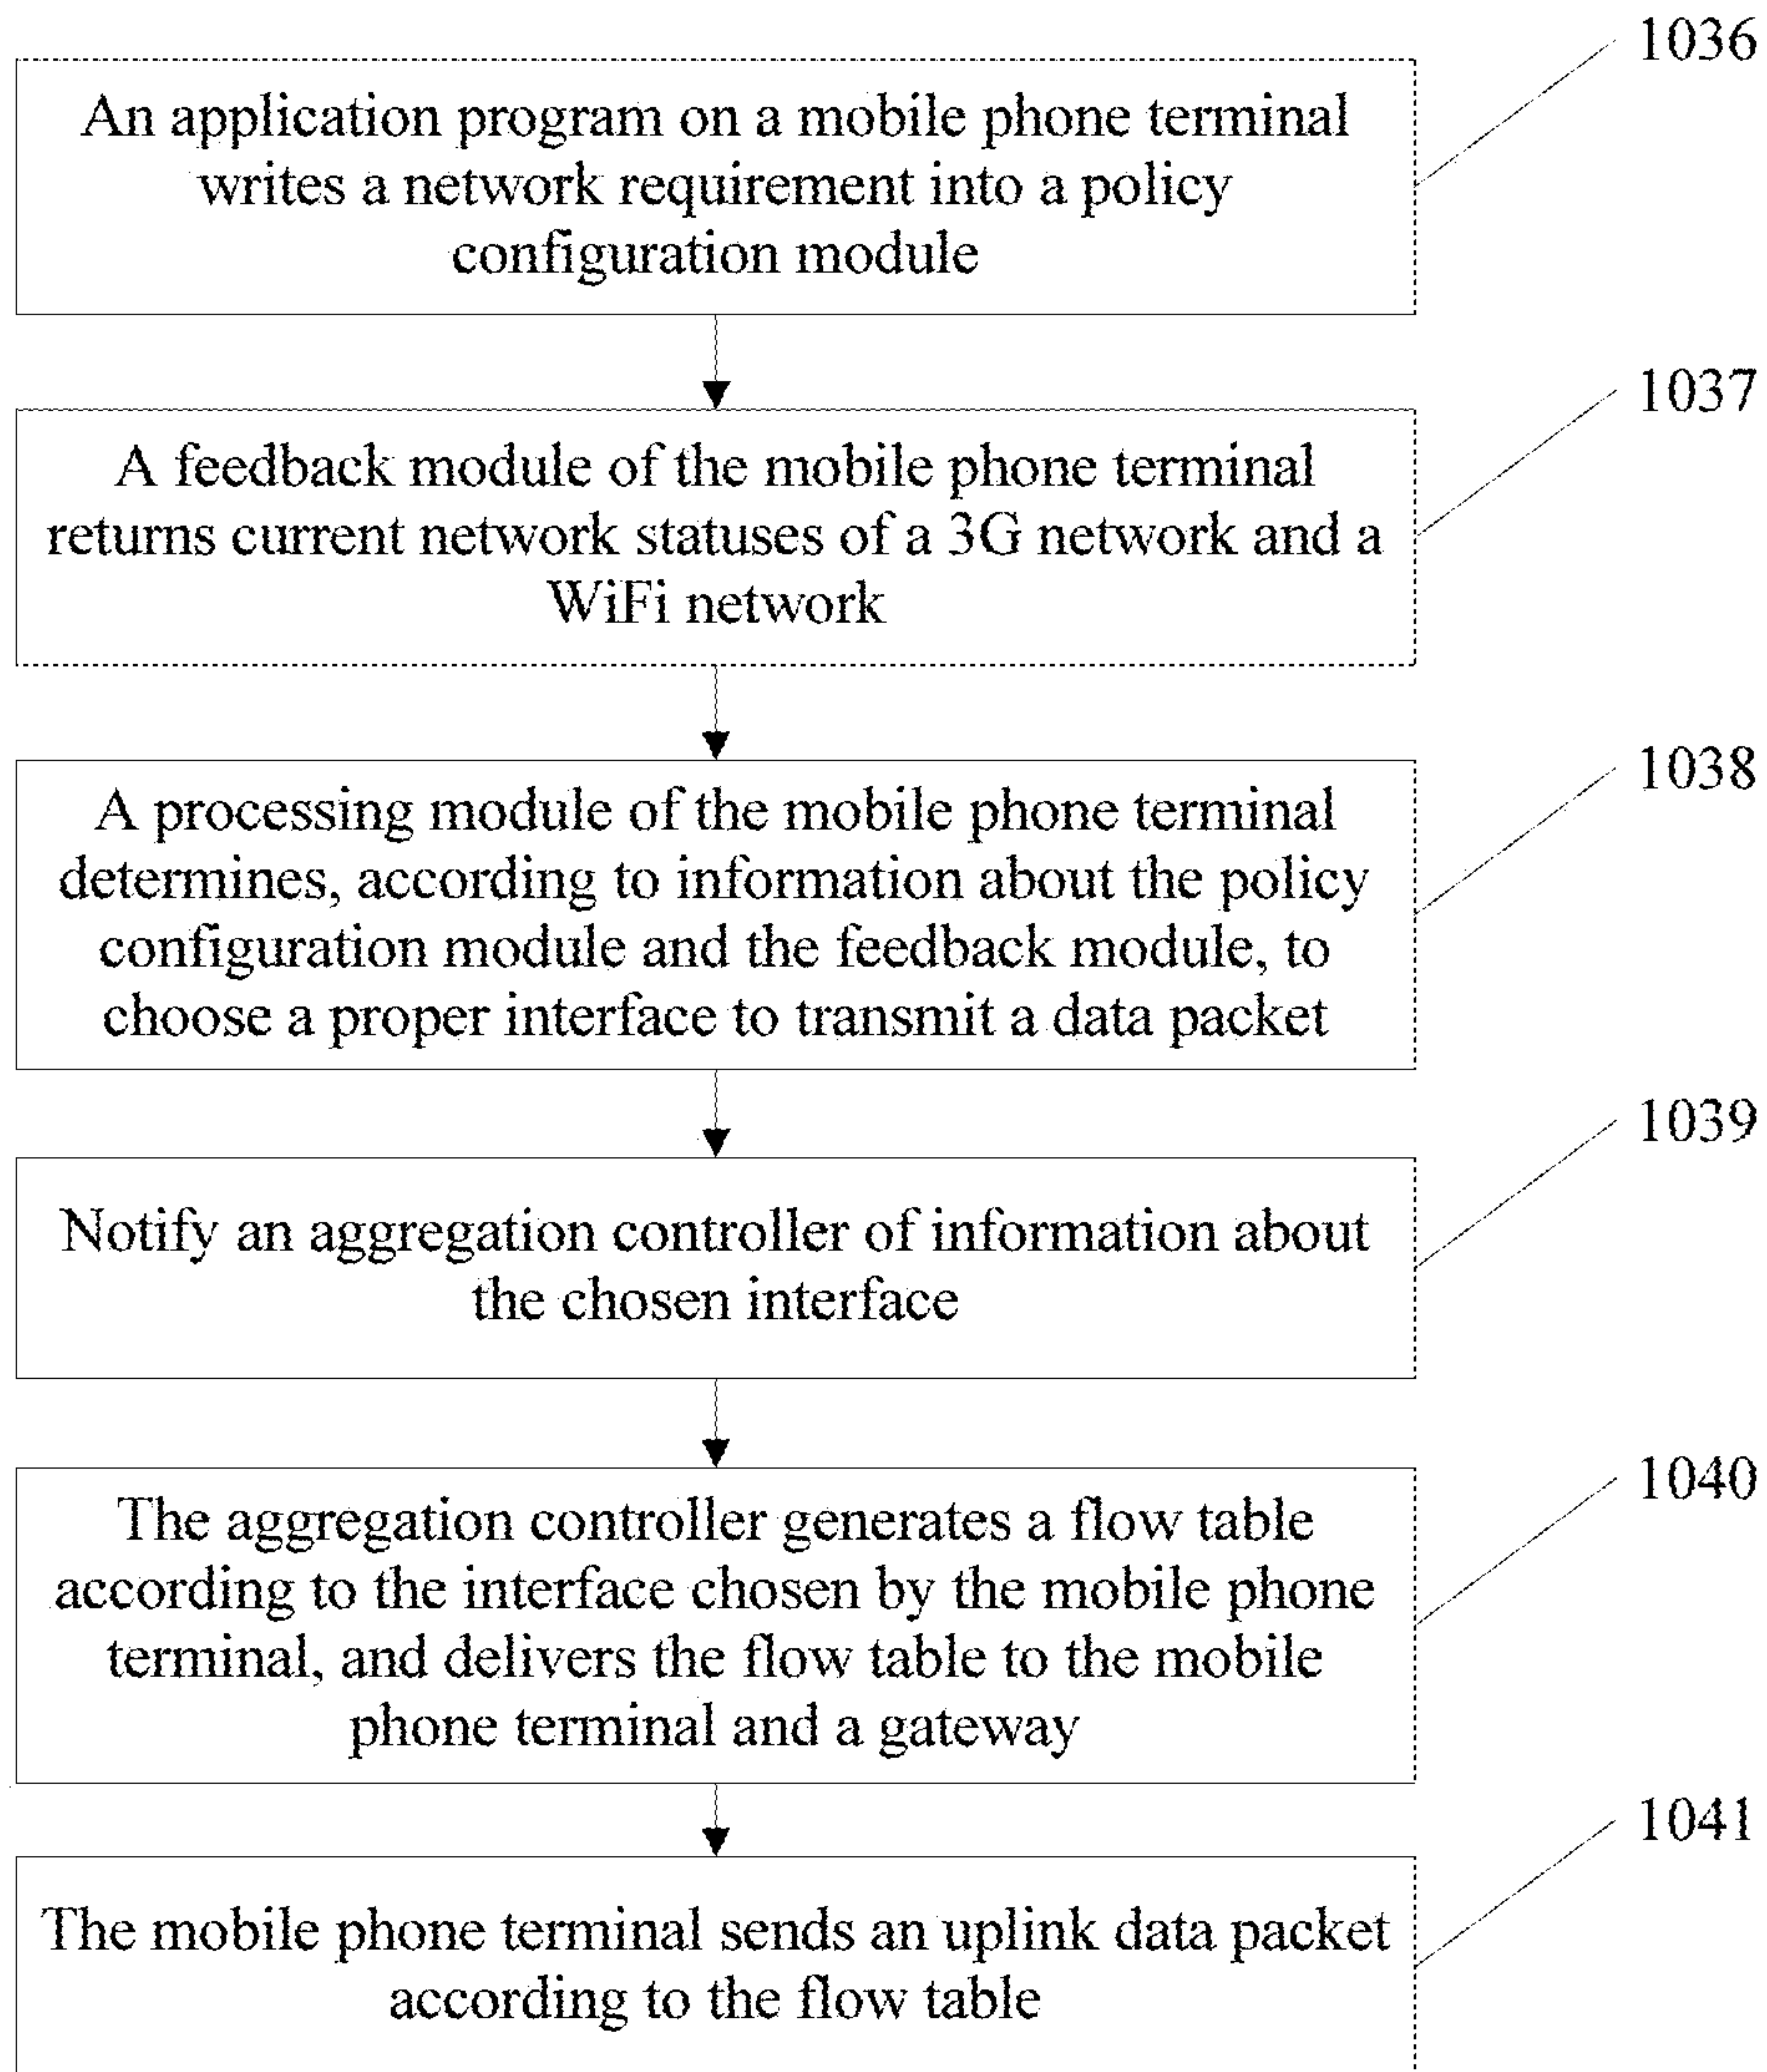 1036
An application program on a mobile phone terminal
writes a network requirement into a policy
configuration module
1037
A feedback module of the mobile phone terminal
returns current network statuses of a 3G network and a
WiFi network
1038
A processing module of the mobile phone terminal
determines, according to information about the policy
configuration module and the feedback module, to
choose a proper interface to transmit a data packet
1039
Notify an aggregation controller of information about
the chosen interface
1040
The aggregation controller generates a flow table
according to the interface chosen by the mobile phone
terminal, and delivers the flow table to the mobile
phone terminal and a gateway
1041
The mobile phone terminal sends an uplink data packet
according to the flow table